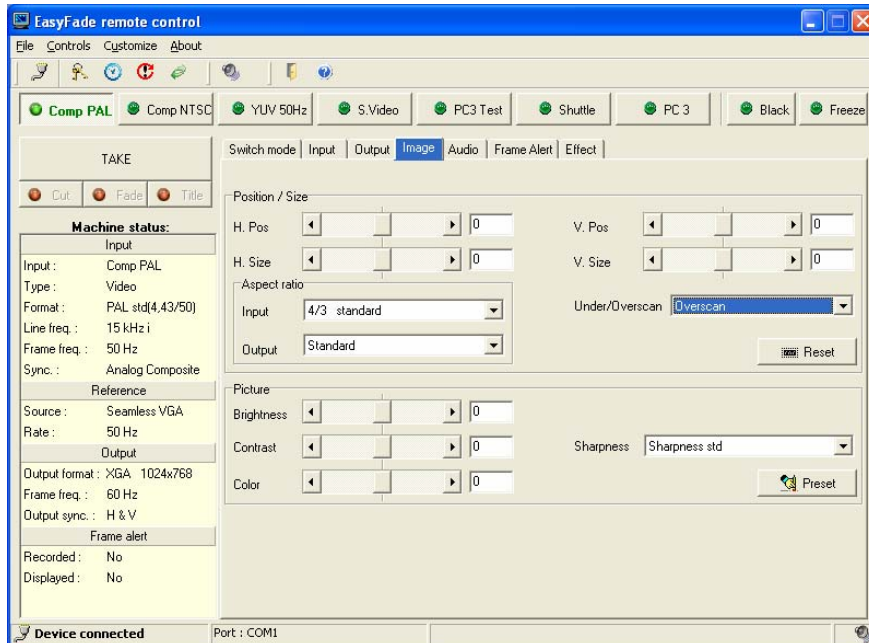 EasyFade remote control
File Controls Customize About
Comp PAL Comp NTSC YUV 50Hz S.Video PC3 Test Shuttle PC 3 Black Freeze
TAKE
Cut Fade Title
Machine status:
Input
Input : Comp PAL
Type : Video
Format : PAL std(4,43/50)
Line freq. : 15 kHz i
Frame freq. : 50 Hz
Sync. : Analog Composite
Reference
Source : Seamless VGA
Rate : 50 Hz
Output
Output format : XGA 1024x768
Frame freq. : 60 Hz
Output sync. : H & V
Frame alert
Recorded : No
Displayed : No
Switch mode Input Output Image Audio Frame Alert Effect
Position / Size
H. Pos 0 V. Pos 0
H. Size 0 V. Size 0
Aspect ratio
Input 4/3 standard Under/Overscan Overscan
Output Standard
Reset
Picture
Brightness 0
Contrast 0 Sharpness Sharpness std
Color 0 Preset
Device connected Port : COM1